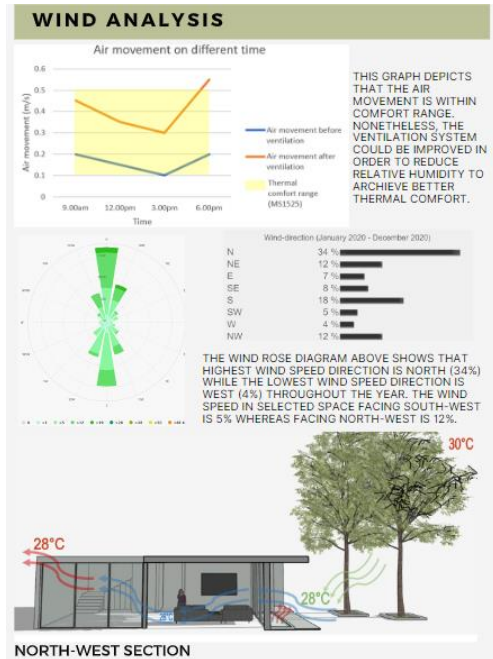 WIND ANALYSIS
Air movement on different time
Air movement (m/s)
0.6
0.5
0.4
0.3
0.2
0.1
0
9.00am 12.00pm 3.00pm 6.00pm
Time
Air movement before
ventilation
Air movement after
ventilation
Thermal
comfort range
(MS1525)
THIS GRAPH DEPICTS
THAT THE AIR
MOVEMENT IS WITHIN
COMFORT RANGE.
NONETHELESS, THE
VENTILATION SYSTEM
COULD BE IMPROVED IN
ORDER TO REDUCE
RELATIVE HUMIDITY TO
ARCHIEVE BETTER
THERMAL COMFORT.
Wind-direction (January 2020 - December 2020)
N 34 %
NE 12 %
E 7 %
SE 8 %
S 18 %
SW 5 %
W 4 %
NW 12 %
THE WIND ROSE DIAGRAM ABOVE SHOWS THAT
HIGHEST WIND SPEED DIRECTION IS NORTH (34%)
WHILE THE LOWEST WIND SPEED DIRECTION IS
WEST (4%) THROUGHOUT THE YEAR. THE WIND
SPEED IN SELECTED SPACE FACING SOUTH-WEST
IS 5% WHEREAS FACING NORTH-WEST IS 12%.
30°C
28°C
28°C
NORTH-WEST SECTION